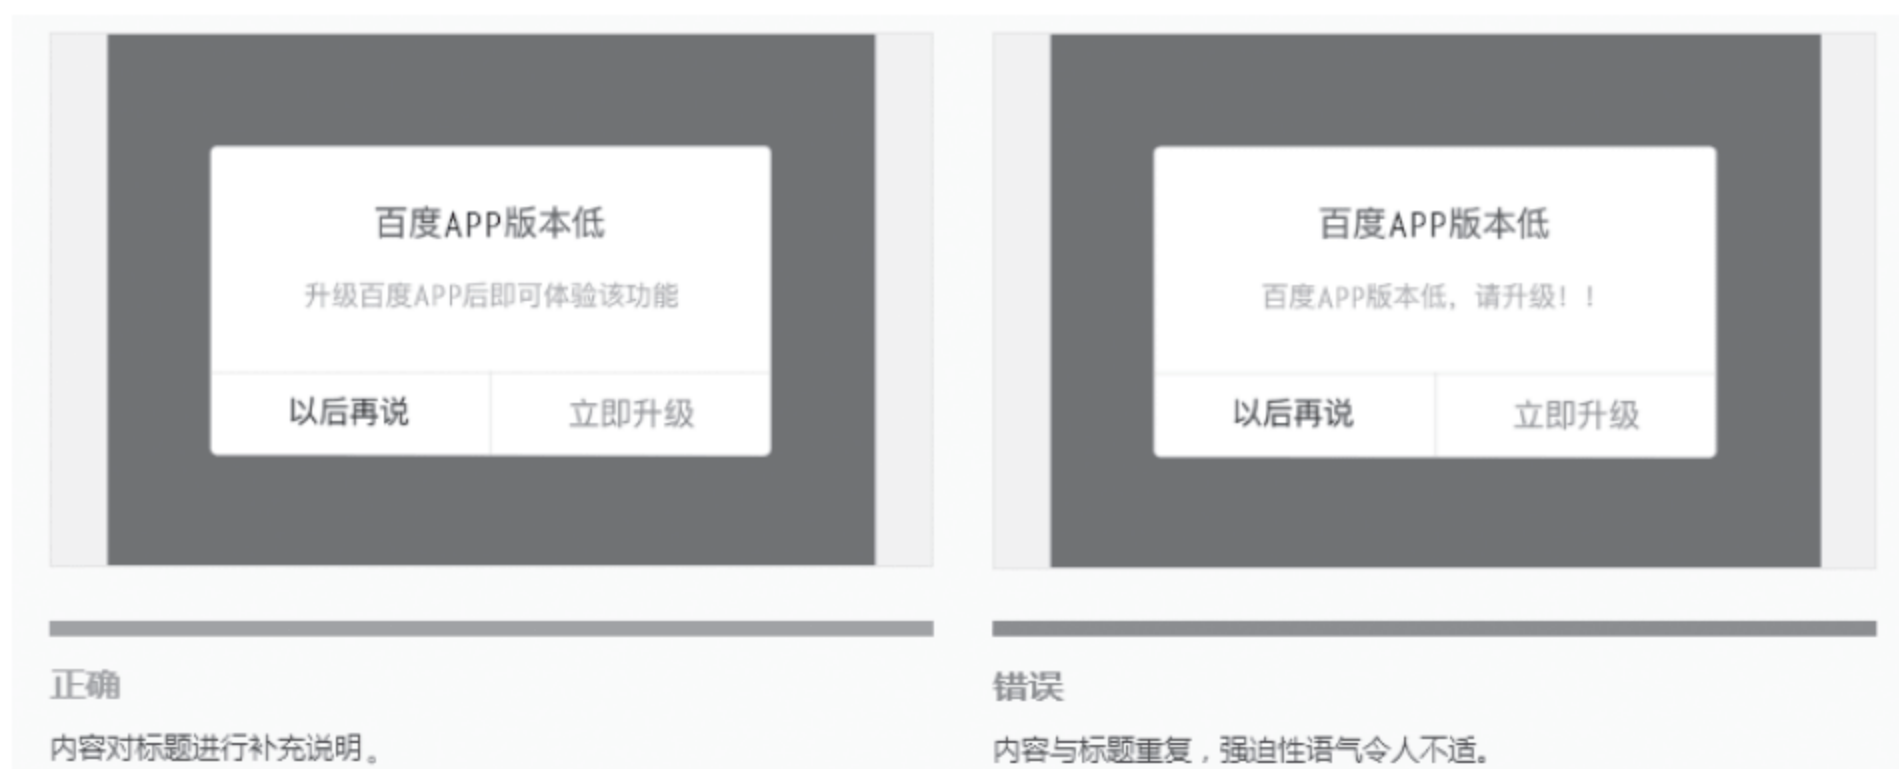 百度APP版本低
升级百度APP后即可体验该功能
以后再说
立即升级
正确
内容对标题进行补充说明。
百度APP版本低
百度APP版本低，请升级！！
以后再说
立即升级
错误
内容与标题重复，强迫性语气令人不适。